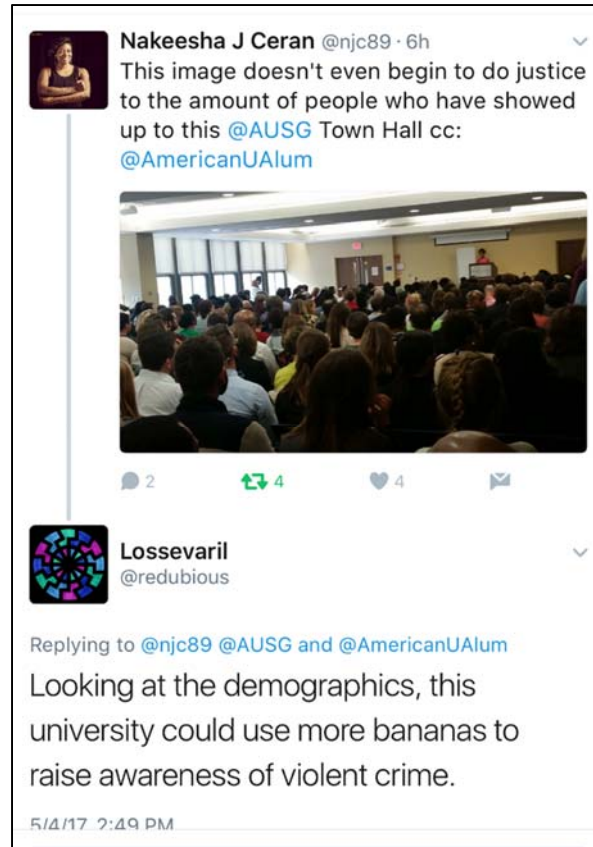 Nakeesha J Ceran @njc89 · 6h
This image doesn't even begin to do justice
to the amount of people who have showed
up to this @AUSG Town Hall cc:
@AmericanUAlum
2 4 4
Lossevaril
@redubious
Replying to @njc89 @AUSG and @AmericanUAlum
Looking at the demographics, this
university could use more bananas to
raise awareness of violent crime.
5/4/17, 2:49 PM